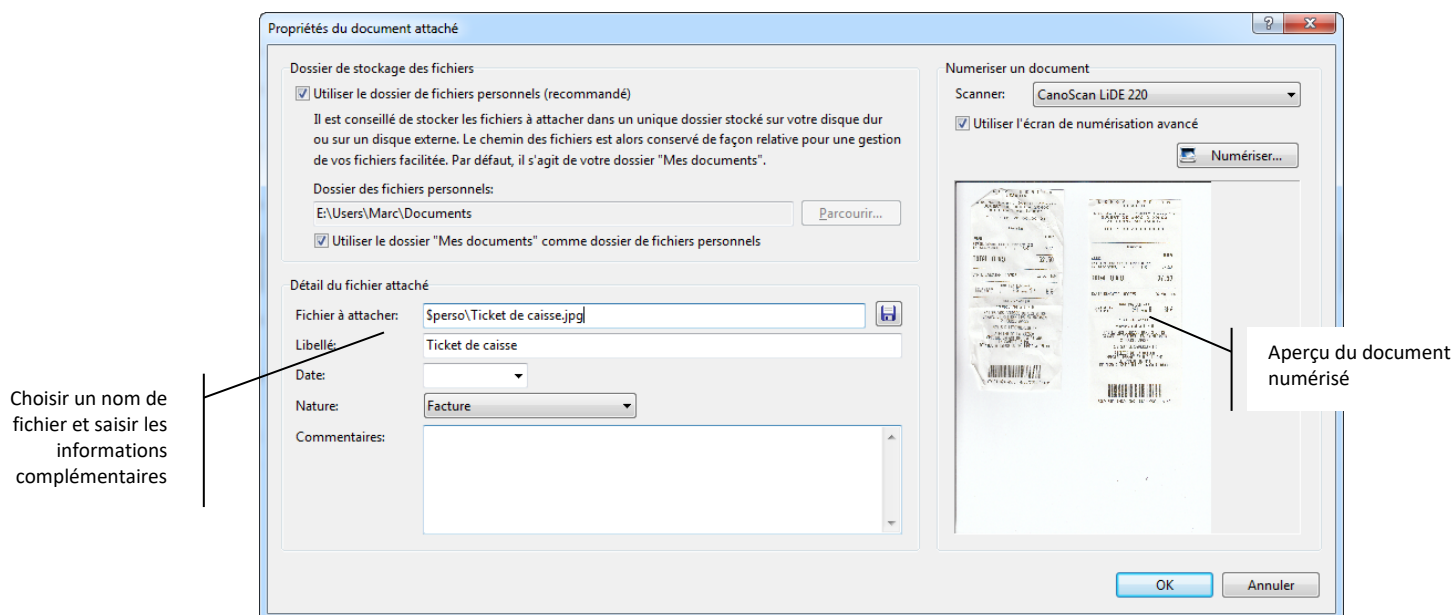 Propriétés du document attaché
Dossier de stockage des fichiers
Utiliser le dossier de fichiers personnels (recommandé)
Il est conseillé de stocker les fichiers à attacher dans un unique dossier stocké sur votre disque dur
ou sur un disque externe. Le chemin des fichiers est alors conservé de façon relative pour une gestion
de vos fichiers facilitée. Par défaut, il s'agit de votre dossier "Mes documents".
Dossier des fichiers personnels:
E:\Users\Marc\Documents
Parcourir...
Utiliser le dossier "Mes documents" comme dossier de fichiers personnels
Détail du fichier attaché
Fichier à attacher:
$perso\Ticket de caisse.jpg
Libellé:
Ticket de caisse
Date:
Nature:
Facture
Commentaires:
Choisir un nom de
fichier et saisir les
informations
complémentaires
Numeriser un document
Scanner:
CanoScan LiDE 220
Utiliser l'écran de numérisation avancé
Numériser...
Aperçu du document
numérisé
OK
Annuler